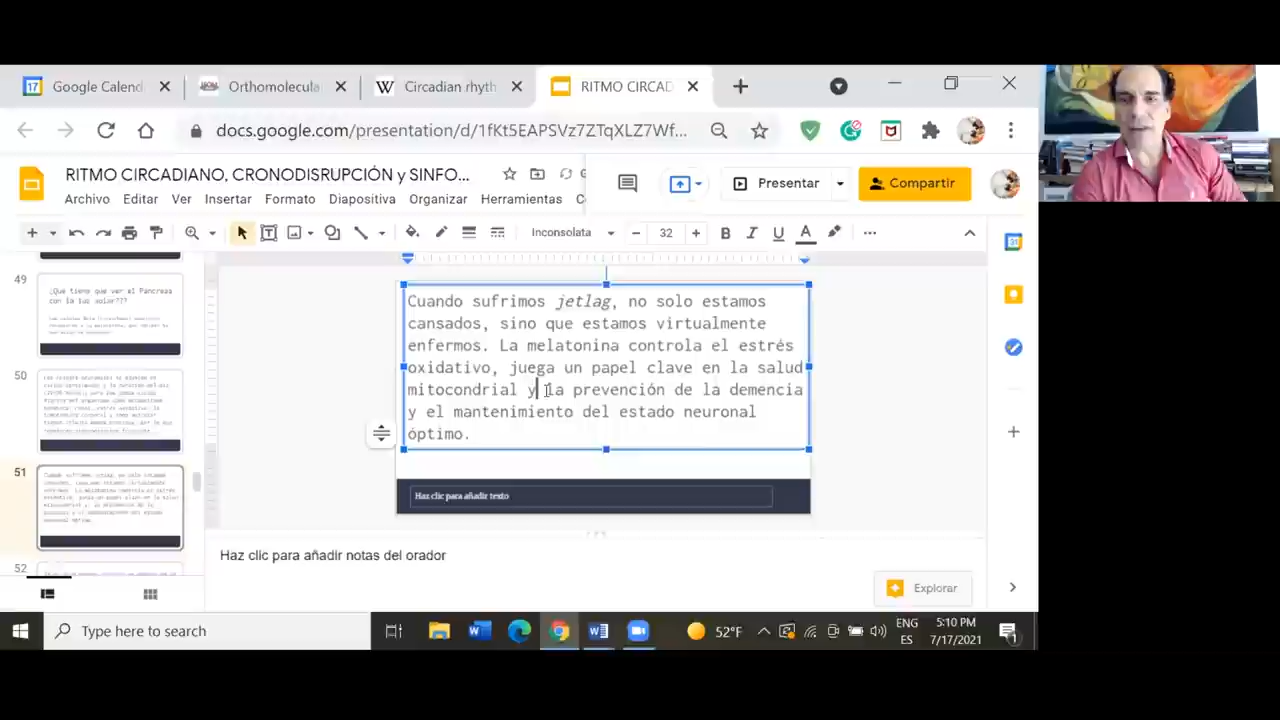 Google Calend
Orthomolecula
Circadian rhyth
RITMO CIRCAD
docs.google.com/presentation/d/1fKt5EAPSVz7ZTqXLZ7Wf...
RITMO CIRCADIANO, CRONODISRUPCIÓN y SINFO...
Presentar
Compartir
Archivo Editar Ver Insertar Formato Diapositiva Organizar Herramientas
Inconsolata
32
49
¿Que tiene que ver el Páncreas
con la luz solar???
50
51
52
Cuando sufrimos jetlag, no solo estamos
cansados, sino que estamos virtualmente
enfermos. La melatonina controla el estrés
oxidativo, juega un papel clave en la salud
mitocondrial y la prevención de la demencia
y el mantenimiento del estado neuronal
óptimo.
Haz clic para añadir texto
Haz clic para añadir notas del orador
Explorar
Type here to search
52°F
ENG
ES
5:10 PM
7/17/2021